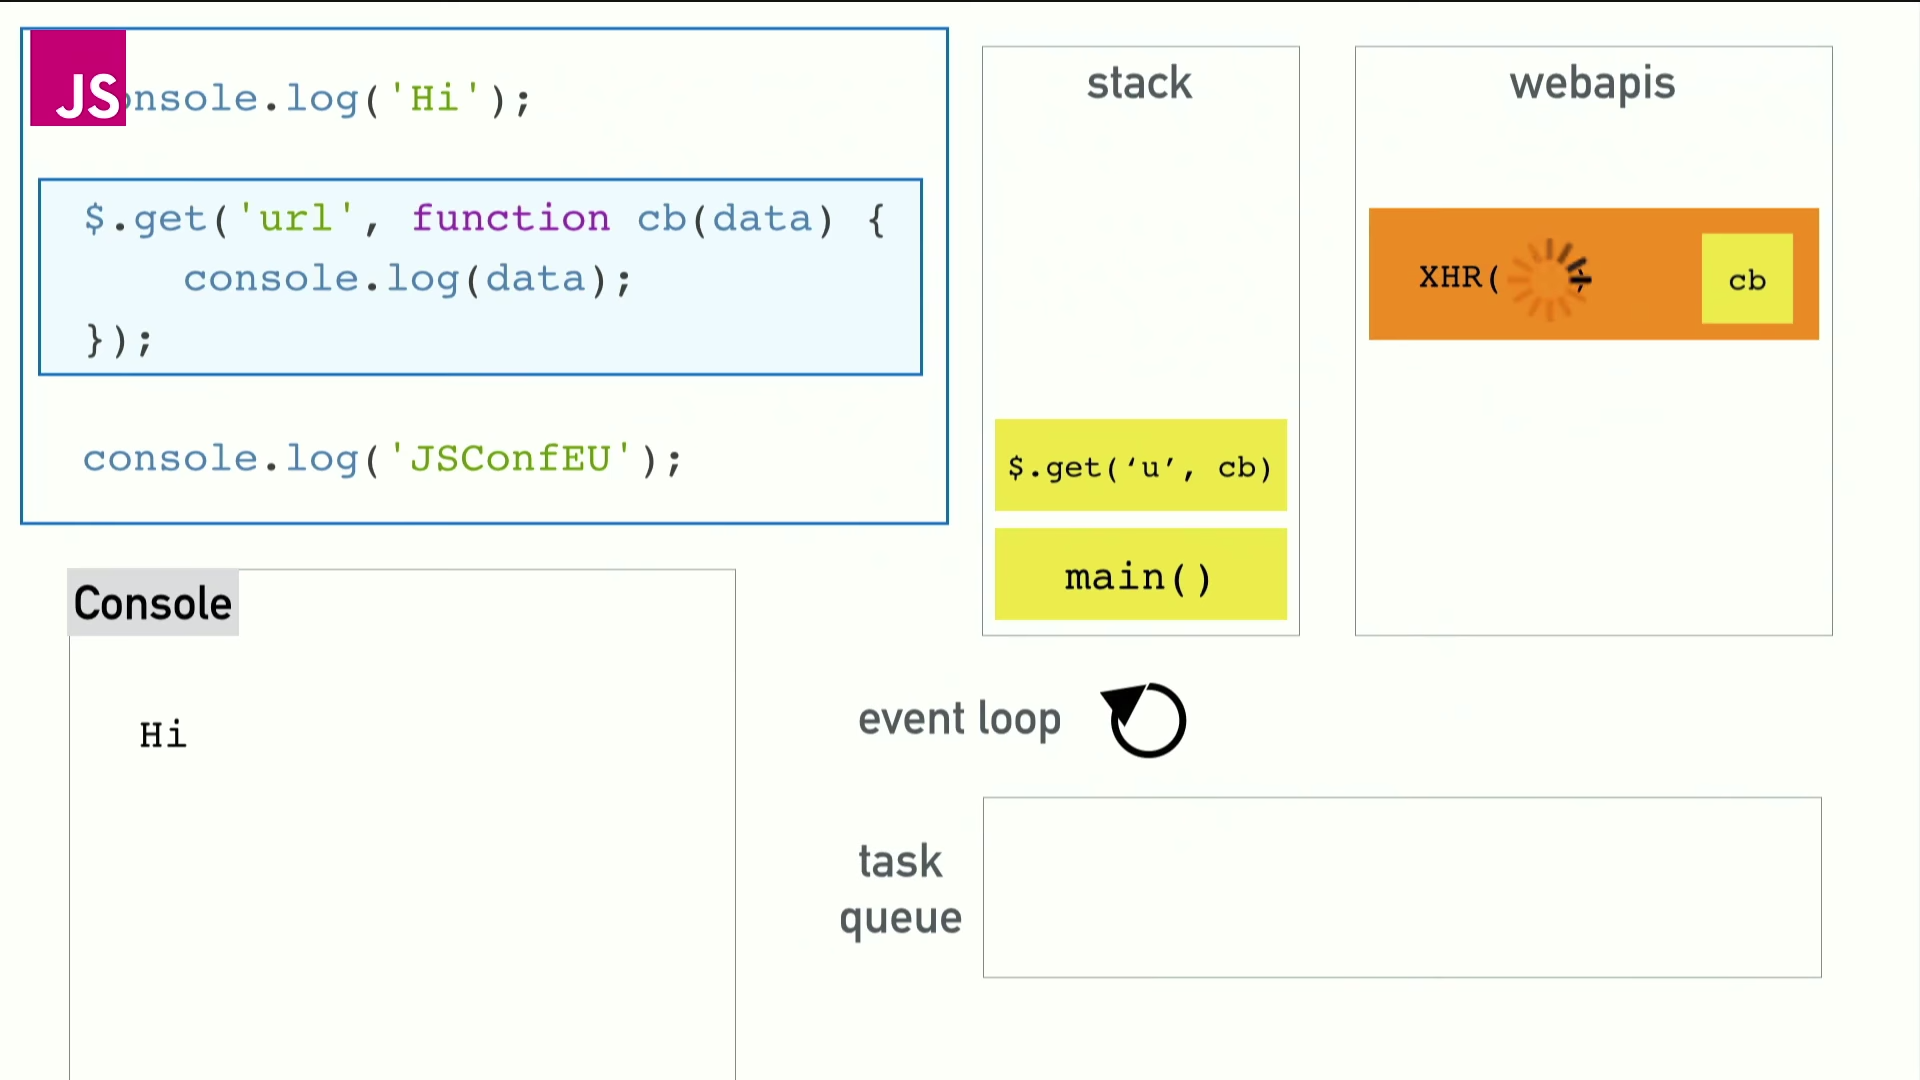 JS
nsole.log('Hi');
$.get('url', function cb(data) {
console.log(data);
});
console.log('JSConfEU');
stack
$.get(‘u’, cb)
main()
webapis
XHR(
cb
Console
Hi
event loop
task
queue